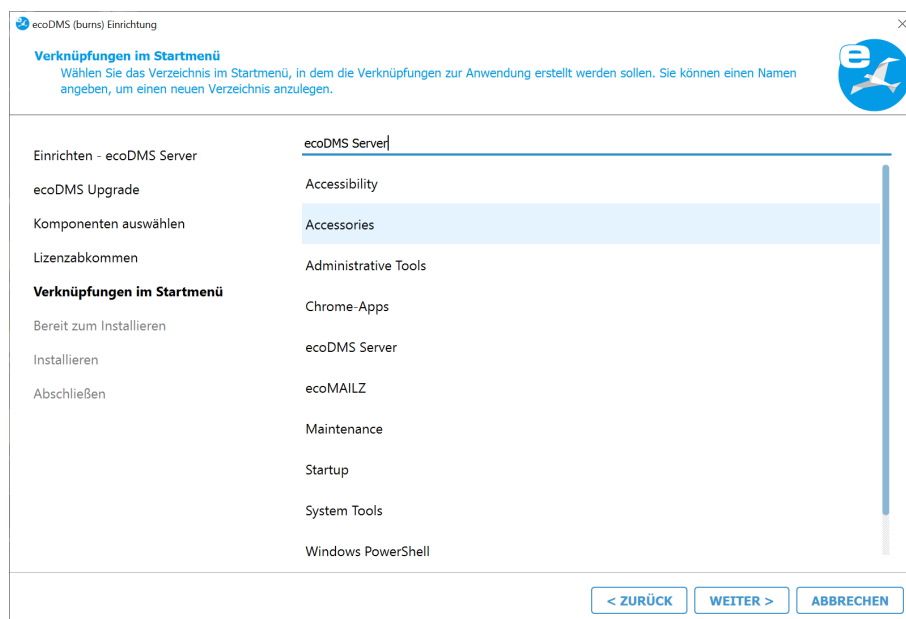 ecoDMS (burns) Einrichtung
Verknüpfungen im Startmenü
Wählen Sie das Verzeichnis im Startmenü, in dem die Verknüpfungen zur Anwendung erstellt werden sollen. Sie können einen Namen
angeben, um einen neuen Verzeichnis anzulegen.
e
Einrichten - ecoDMS Server
ecoDMS Upgrade
Komponenten auswählen
Lizenzabkommen
Verknüpfungen im Startmenü
Bereit zum Installieren
Installieren
Abschließen
ecoDMS Server
Accessibility
Accessories
Administrative Tools
Chrome-Apps
ecoDMS Server
ecoMAILZ
Maintenance
Startup
System Tools
Windows PowerShell
< ZURÜCK
WEITER >
ABBRECHEN